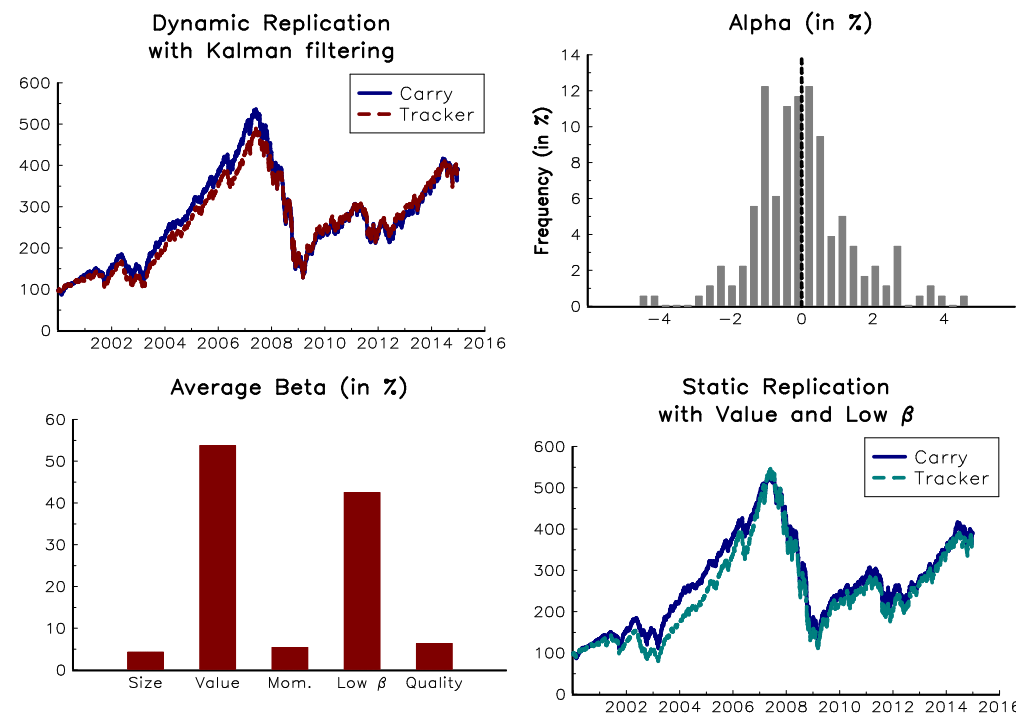 Dynamic Replication
with Kalman filtering
600
500
400
300
200
100
0
Carry
Tracker
2002 2004 2006 2008 2010 2012 2014 2016
Alpha (in %)
Frequency (in %)
14
12
10
8
6
4
2
0
−4 −2 0 2 4
Average Beta (in %)
60
50
40
30
20
10
0
Size Value Mom. Low β Quality
Static Replication
with Value and Low β
600
500
400
300
200
100
0
Carry
Tracker
2002 2004 2006 2008 2010 2012 2014 2016